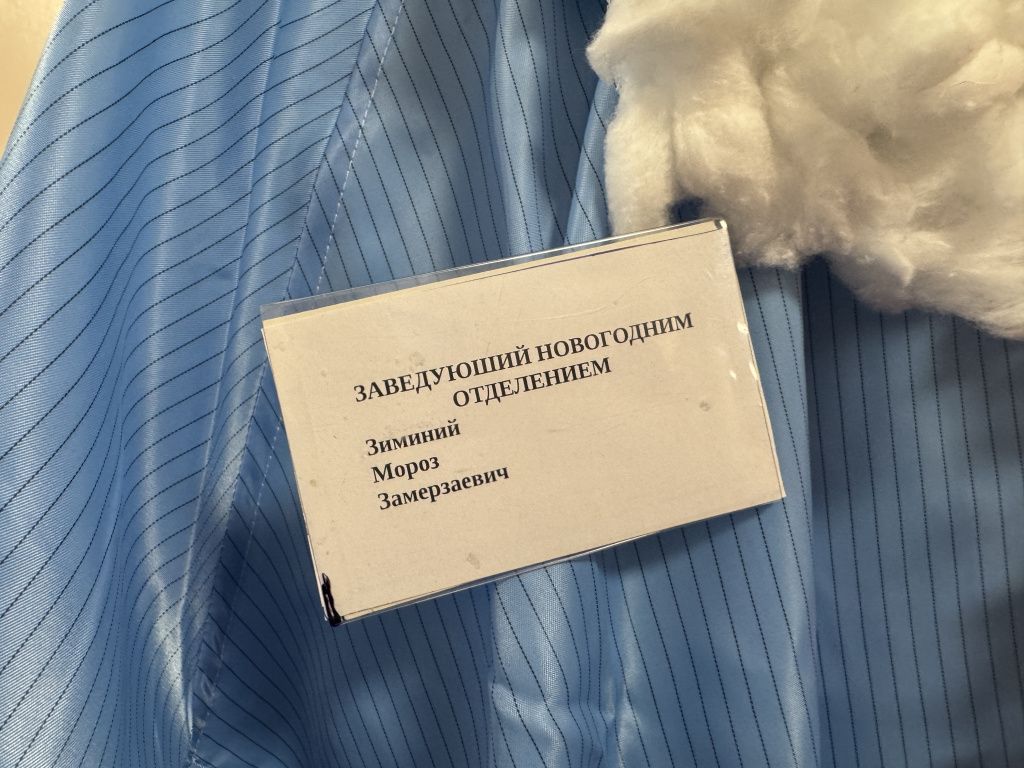 ЗАВЕДУЮШИЙ НОВОГОДНИМ
ОТДЕЛЕНИЕМ
Зиминий
Мороз
Замерзаевич